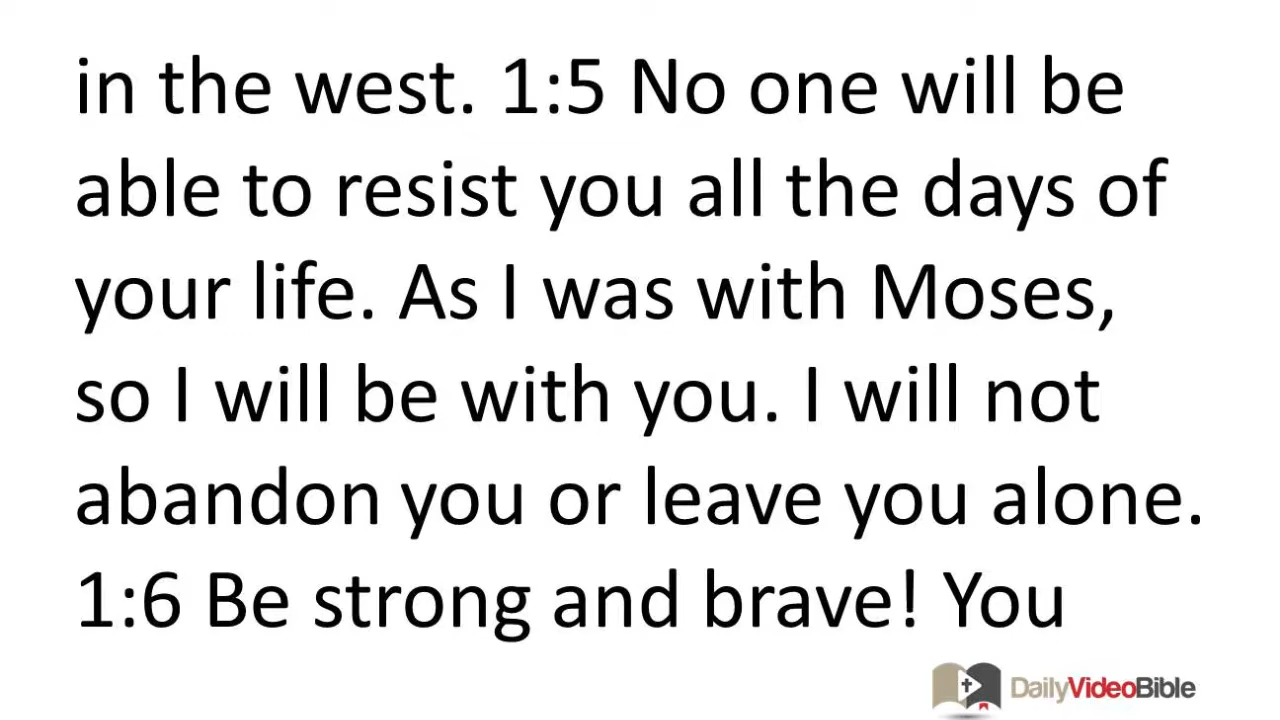 in the west. 1:5 No one will be
able to resist you all the days of
your life. As I was with Moses,
so I will be with you. I will not
abandon you or leave you alone.
1:6 Be strong and brave! You
DailyVideoBible